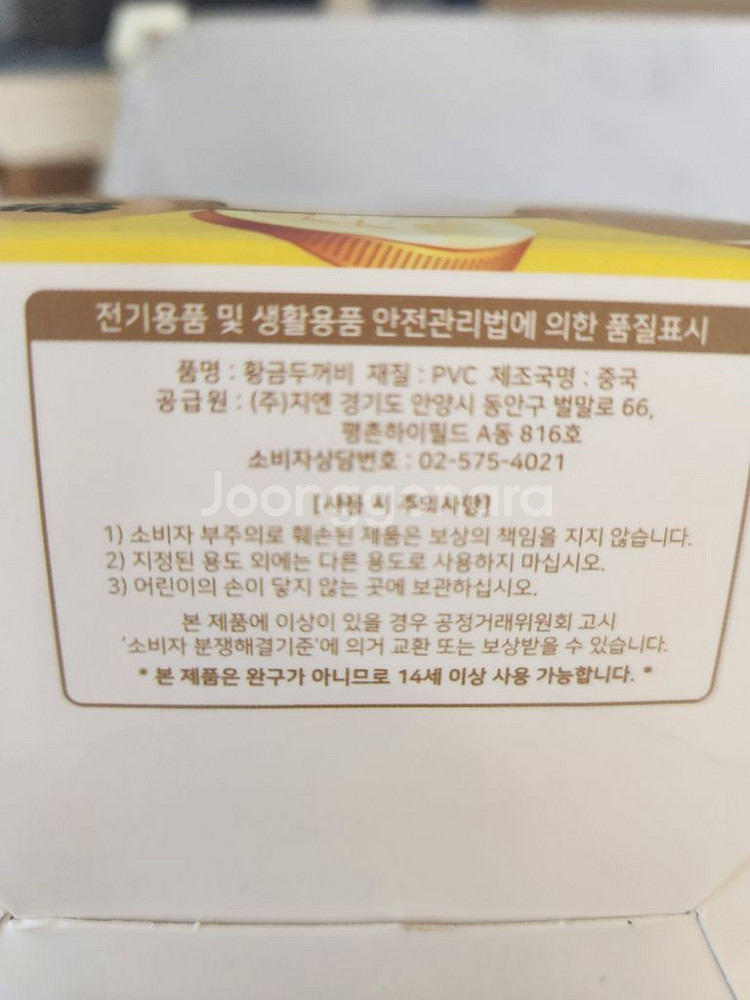 전기용품 및 생활용품 안전관리법에 의한 품질표시
품명 : 황금두꺼비 재질 : PVC 제조국명 : 중국
공급원 : (주)지엔 경기도 안양시 동안구 벌말로 66,
평촌하이필드 A동 816호
소비자상담번호 : 02-575-4021
[사용 시 주의사항]
Joonggonara
1) 소비자 부주의로 훼손된 제품은 보상의 책임을 지지 않습니다.
2) 지정된 용도 외에는 다른 용도로 사용하지 마십시오.
3) 어린이의 손이 닿지 않는 곳에 보관하십시오.
본 제품에 이상이 있을 경우 공정거래위원회 고시
'소비자 분쟁해결기준'에 의거 교환 또는 보상받을 수 있습니다.
* 본 제품은 완구가 아니므로 14세 이상 사용 가능합니다. *